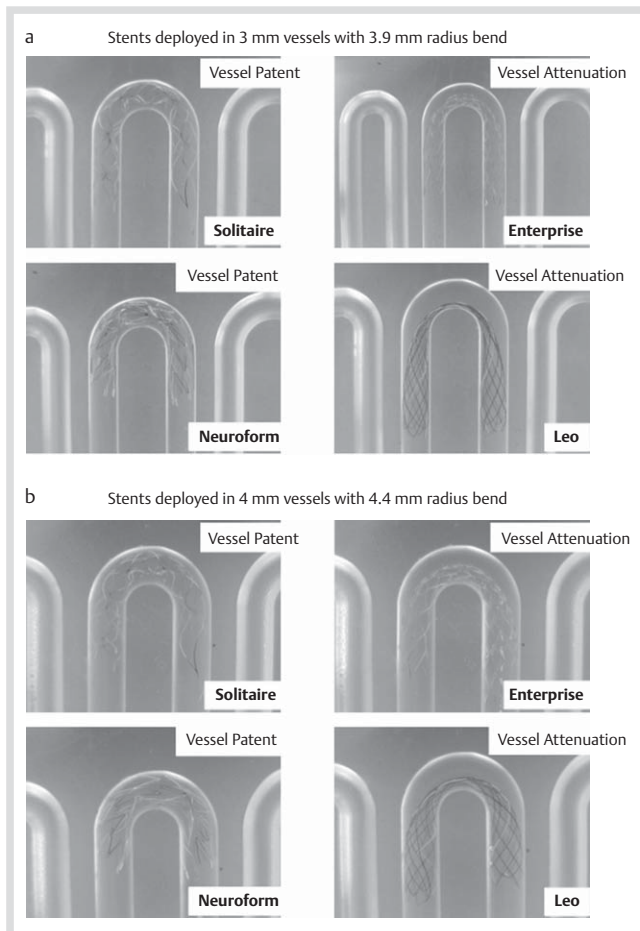 a
Stents deployed in 3 mm vessels with 3.9 mm radius bend
Vessel Patent
Solitaire
Vessel Attenuation
Enterprise
Vessel Patent
Neuroform
Vessel Attenuation
Leo
b
Stents deployed in 4 mm vessels with 4.4 mm radius bend
Vessel Patent
Solitaire
Vessel Attenuation
Enterprise
Vessel Patent
Neuroform
Vessel Attenuation
Leo